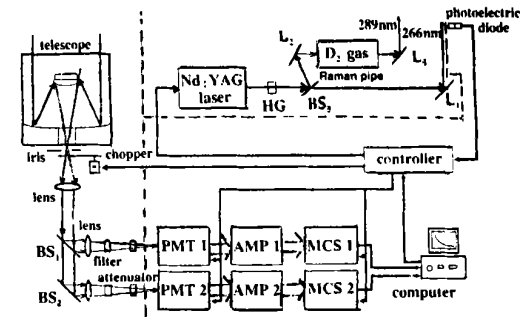 telescope
289nm
266nm
photoelectric
diode
L₂
D₂ gas
L₄
Raman pipe
Nd:YAG
laser
HG
BS₃
L₁
iris
chopper
controller
lens
lens
BS₁
filter
PMT 1
AMP 1
MCS 1
attenuator
BS₂
PMT 2
AMP 2
MCS 2
computer